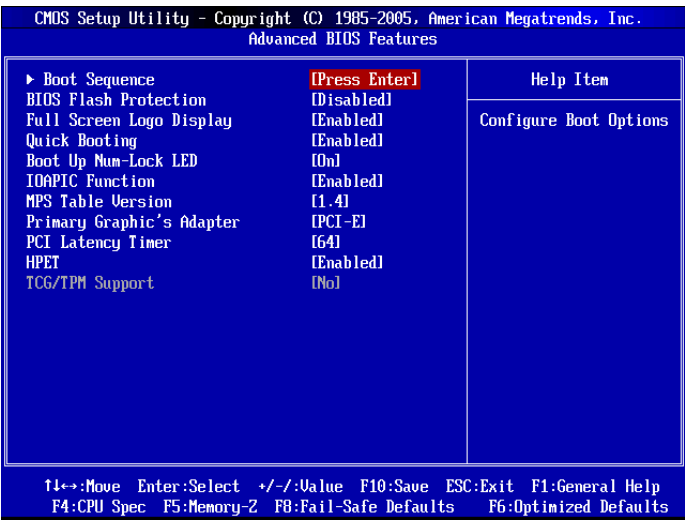 CMOS Setup Utility - Copyright (C) 1985-2005, American Megatrends, Inc.
Advanced BIOS Features
▶ Boot Sequence [Press Enter] Help Item
BIOS Flash Protection [Disabled]
Full Screen Logo Display [Enabled] Configure Boot Options
Quick Booting [Enabled]
Boot Up Num-Lock LED [On]
IOAPIC Function [Enabled]
MPS Table Version [1.4]
Primary Graphic's Adapter [PCI-E]
PCI Latency Timer [64]
HPET [Enabled]
TCG/TPM Support [No]
↑↓↔:Move Enter:Select +/-/:Value F10:Save ESC:Exit F1:General Help
F4:CPU Spec F5:Memory-Z F8:Fail-Safe Defaults F6:Optimized Defaults